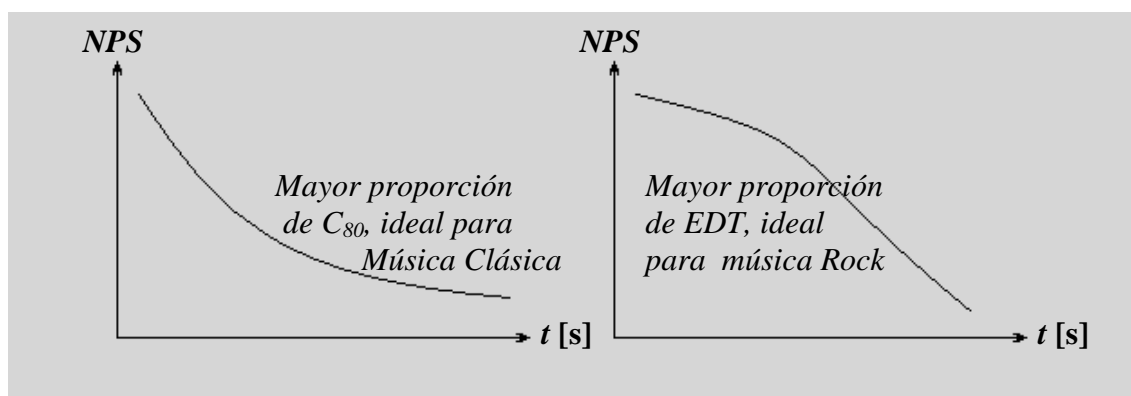 NPS
Mayor proporción
de C80, ideal para
Música Clásica
t [s]
NPS
Mayor proporción
de EDT, ideal
para música Rock
t [s]